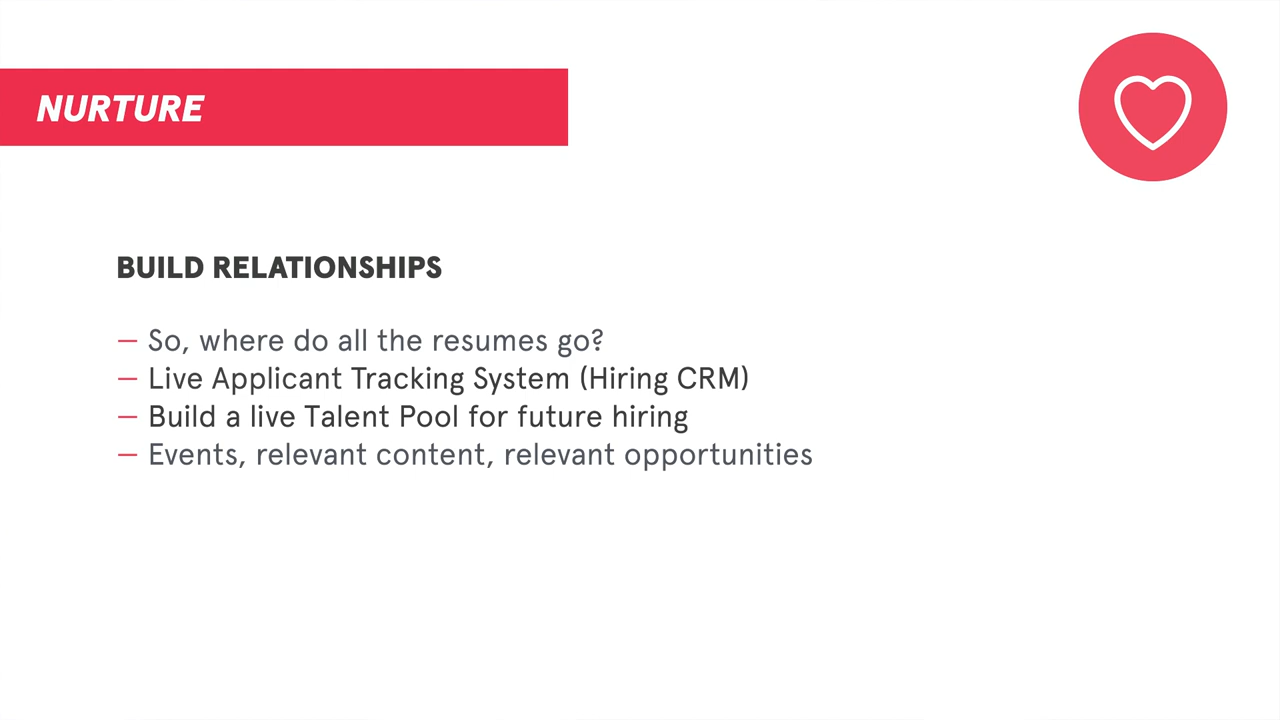 NURTURE
BUILD RELATIONSHIPS
— So, where do all the resumes go?
— Live Applicant Tracking System (Hiring CRM)
— Build a live Talent Pool for future hiring
— Events, relevant content, relevant opportunities